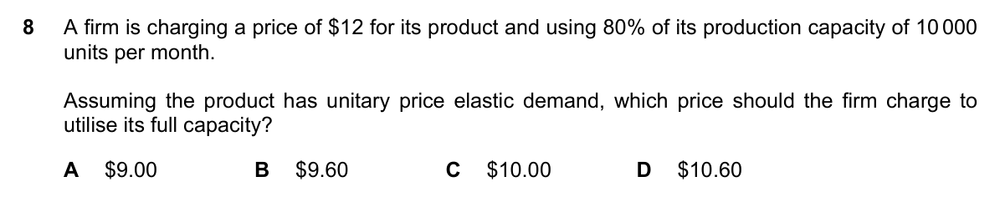 8 A firm is charging a price of $12 for its product and using 80% of its production capacity of 10 000
units per month.
Assuming the product has unitary price elastic demand, which price should the firm charge to
utilise its full capacity?
A $9.00 B $9.60 C $10.00 D $10.60